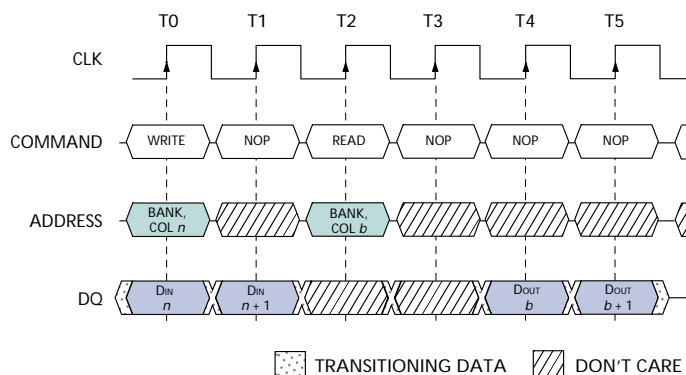 T0 T1 T2 T3 T4 T5
CLK
COMMAND WRITE NOP READ NOP NOP NOP
ADDRESS BANK, COL n BANK, COL b
DQ DIN n DIN n + 1 DOUT b DOUT b + 1
TRANSITIONING DATA DON'T CARE